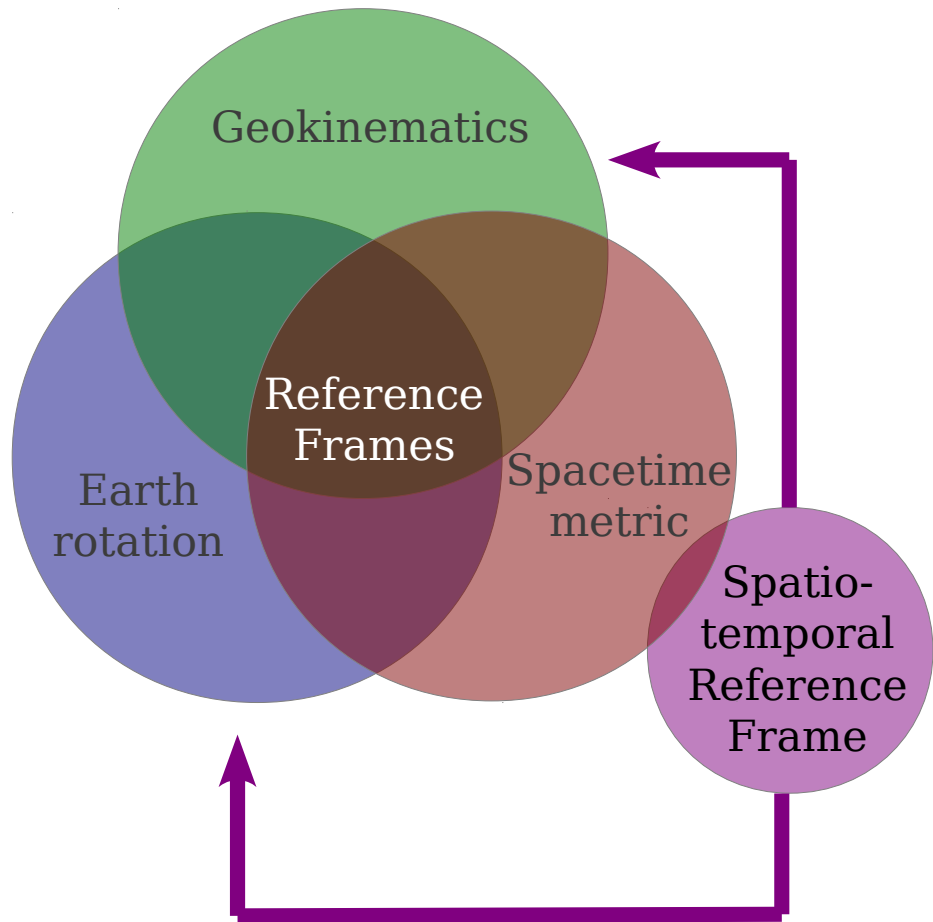 Geokinematics
Reference
Frames
Earth
rotation
Spacetime
metric
Spatio-
temporal
Reference
Frame